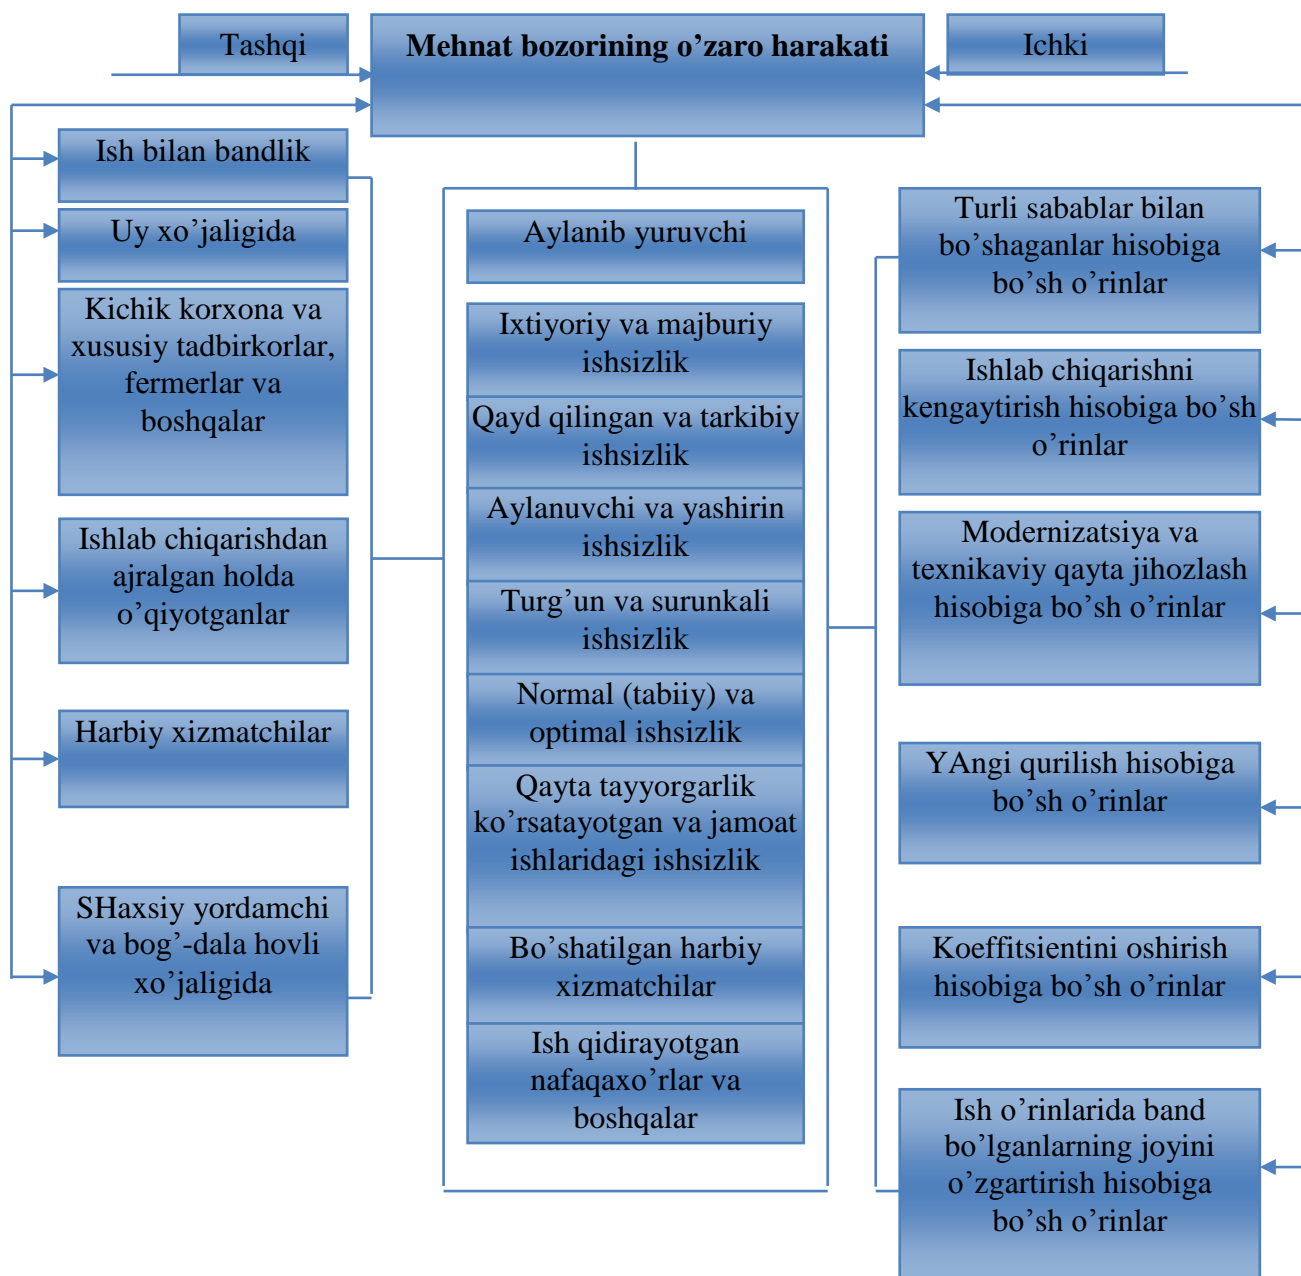 Tashqi
Mehnat bozorining o’zaro harakati
Ichki
Ish bilan bandlik
Uy xo’jaligida
Kichik korxona va
xususiy tadbirkorlar,
fermerlar va
boshqalar
Ishlab chiqarishdan
ajralgan holda
o’qiyotganlar
Harbiy xizmatchilar
SHaxsiy yordamchi
va bog’-dala hovli
xo’jaligida
Aylanib yuruvchi
Ixtiyoriy va majburiy
ishsizlik
Qayd qilingan va tarkibiy
ishsizlik
Aylanuvchi va yashirin
ishsizlik
Turg’un va surunkali
ishsizlik
Normal (tabiiy) va
optimal ishsizlik
Qayta tayyorgarlik
ko’rsatayotgan va jamoat
ishlaridagi ishsizlik
Bo’shatilgan harbiy
xizmatchilar
Ish qidirayotgan
nafaqaxo’rlar va
boshqalar
Turli sabablar bilan
bo’shaganlar hisobiga
bo’sh o’rinlar
Ishlab chiqarishni
kengaytirish hisobiga bo’sh
o’rinlar
Modernizatsiya va
texnikaviy qayta jihozlash
hisobiga bo’sh o’rinlar
YAngi qurilish hisobiga
bo’sh o’rinlar
Koeffitsientini oshirish
hisobiga bo’sh o’rinlar
Ish o’rinlarida band
bo’lganlarning joyini
o’zgartirish hisobiga
bo’sh o’rinlar